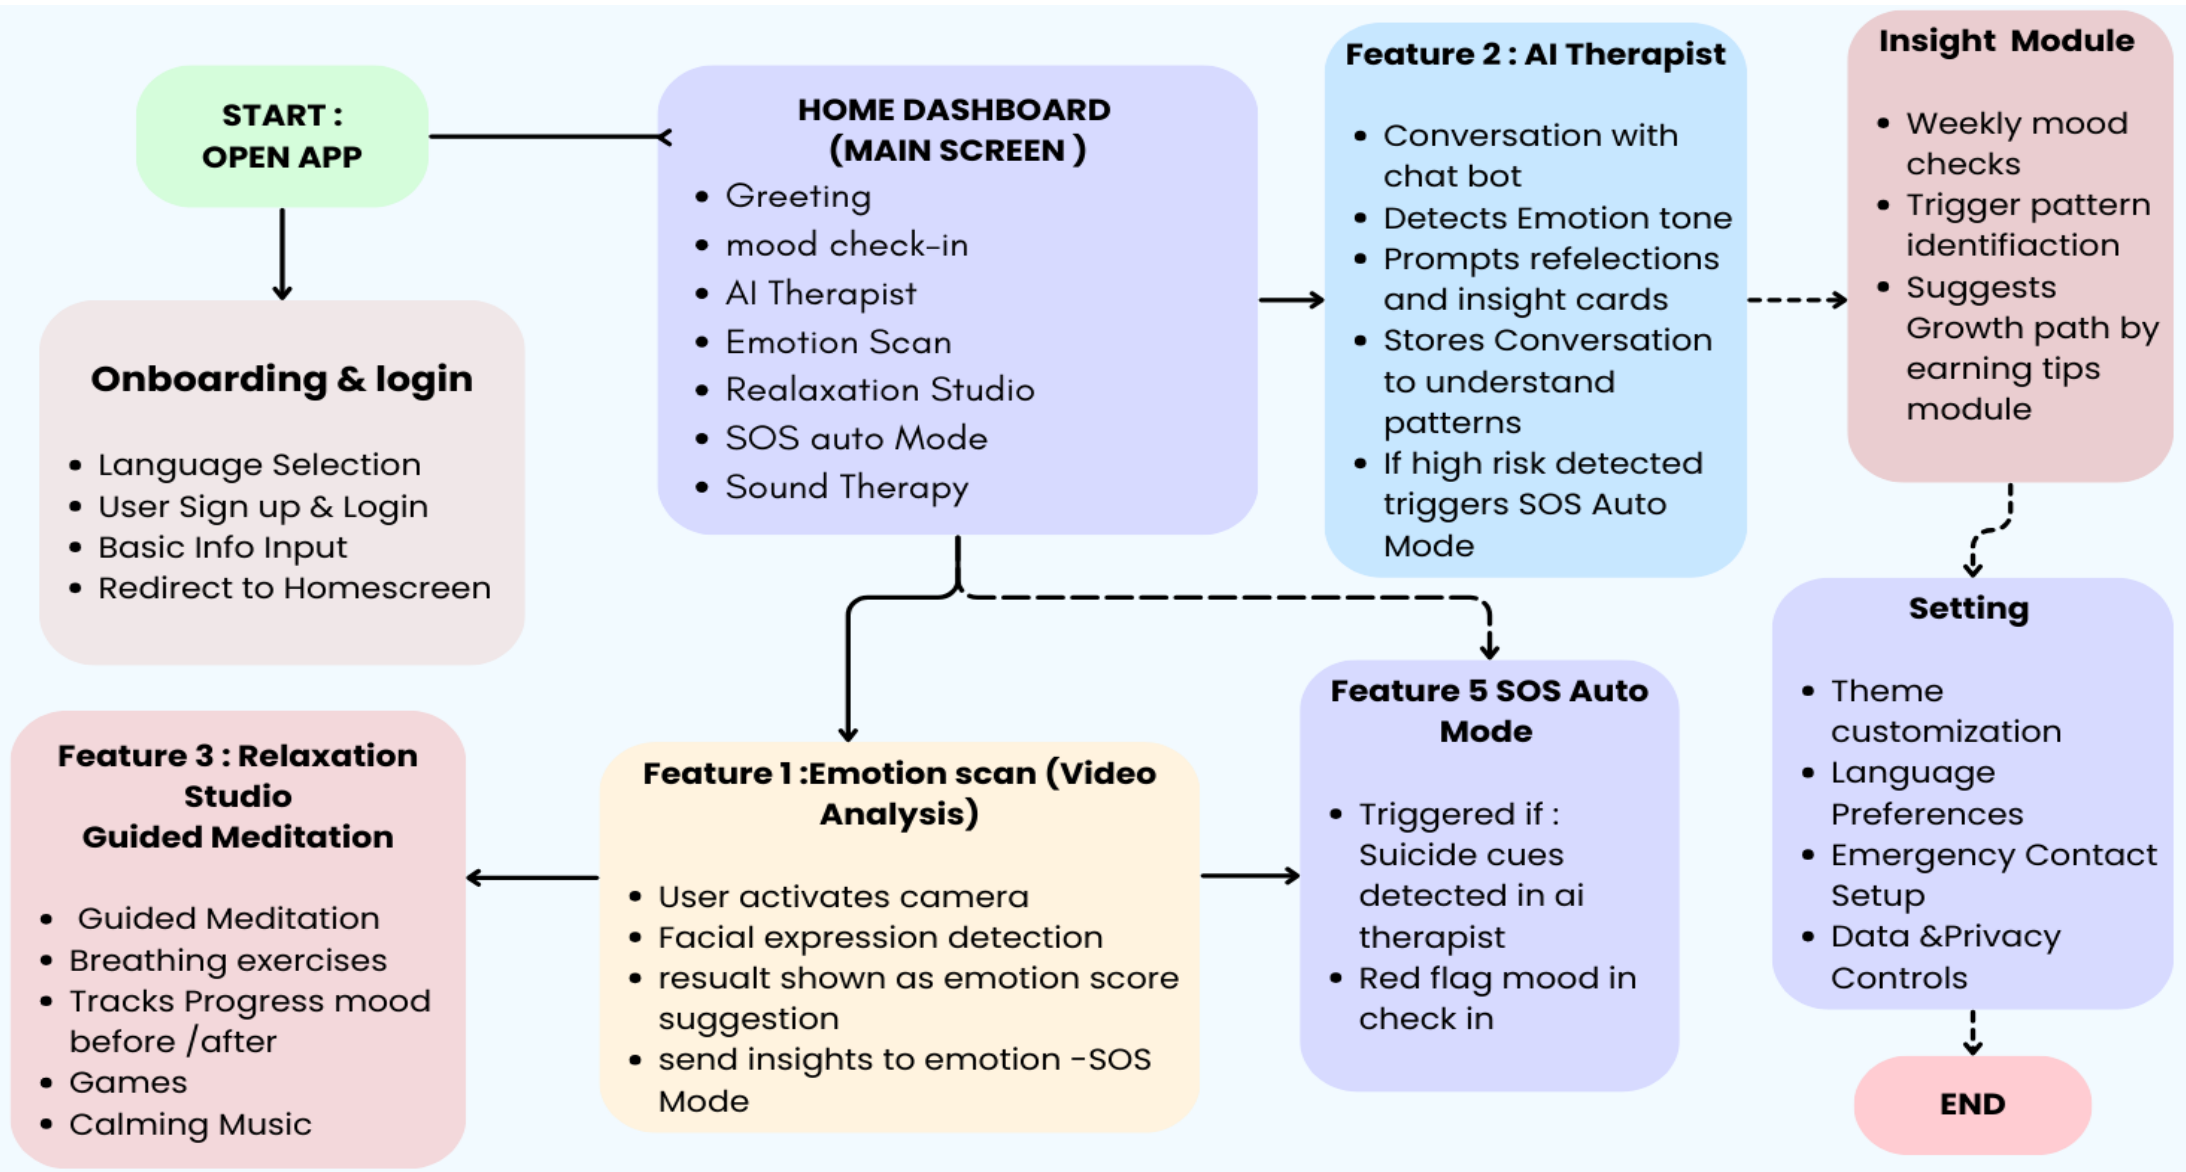 START :
OPEN APP
HOME DASHBOARD
(MAIN SCREEN )
• Greeting
• mood check-in
• AI Therapist
• Emotion Scan
• Realaxation Studio
• SOS auto Mode
• Sound Therapy
Feature 2 : AI Therapist
• Conversation with
chat bot
• Detects Emotion tone
• Prompts refelections
and insight cards
• Stores Conversation
to understand
patterns
• If high risk detected
triggers SOS Auto
Mode
Insight Module
• Weekly mood
checks
• Trigger pattern
identifiaction
• Suggests
Growth path by
earning tips
module
Onboarding & login
• Language Selection
• User Sign up & Login
• Basic Info Input
• Redirect to Homescreen
Feature 3 : Relaxation
Studio
Guided Meditation
• Guided Meditation
• Breathing exercises
• Tracks Progress mood
before /after
• Games
• Calming Music
Feature 1 :Emotion scan (Video
Analysis)
• User activates camera
• Facial expression detection
• resualt shown as emotion score
suggestion
• send insights to emotion -SOS
Mode
Feature 5 SOS Auto
Mode
• Triggered if :
Suicide cues
detected in ai
therapist
• Red flag mood in
check in
Setting
• Theme
customization
• Language
Preferences
• Emergency Contact
Setup
• Data &Privacy
Controls
END